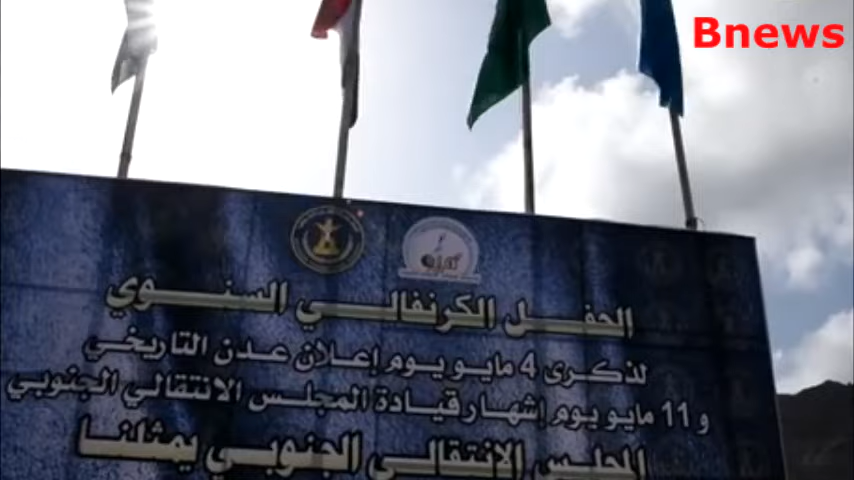 Bnews
الحفل الكرنفالي السنوي
لذكرى 4 مايو يوم إعلان عدن التاريخي
و 11 مايو يوم إشهار قيادة المجلس الانتقالي الجنوبي
المجلس الإنتقالي الجنوبي يمثلنا